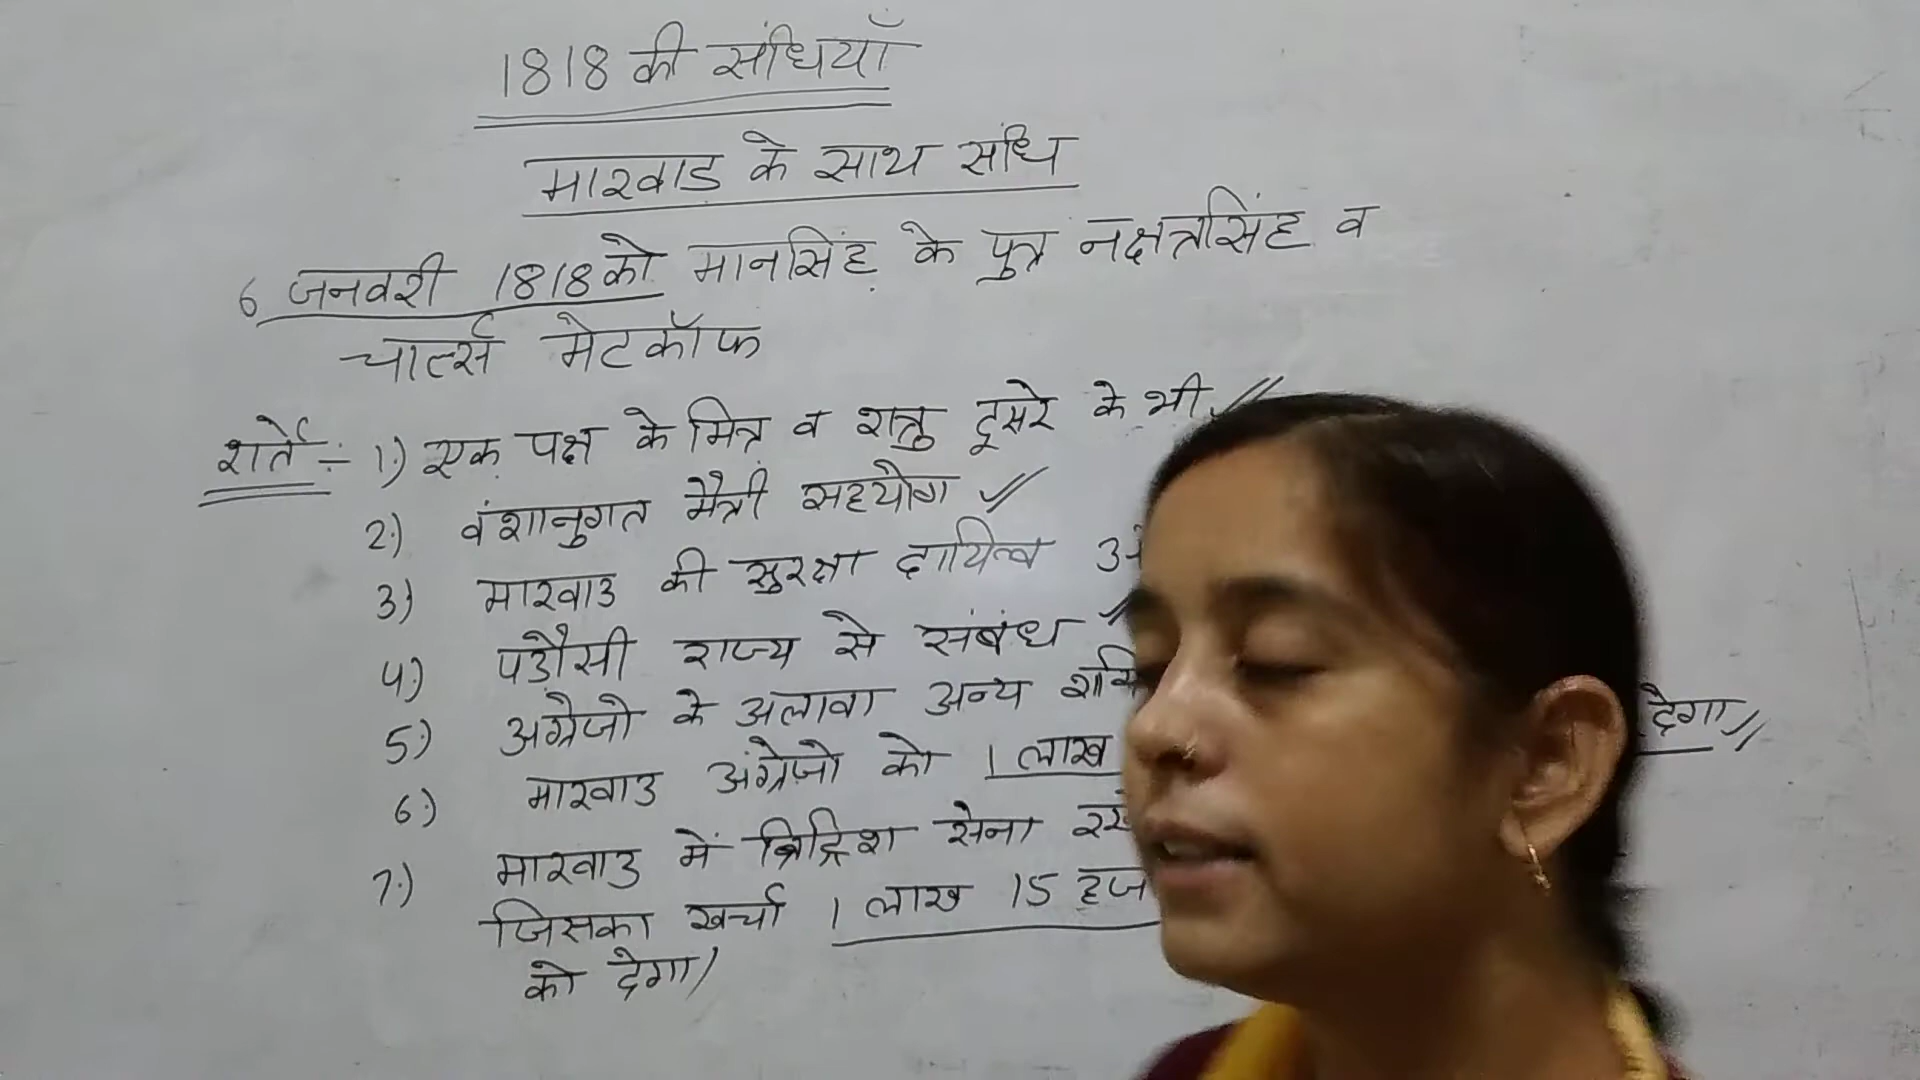 1818 की संधियाँ
मारवाड के साथ संधि
6 जनवरी 1818 को मानसिंह के पुत्र नक्षत्रसिंह व
चार्ल्स मेटकॉफ
शर्ते :- 1.) एक पक्ष के मित्र व शत्रु दूसरे के भी
2.) वंशानुगत मैत्री सहयोग
3) मारवाड की सुरक्षा दायित्व
4.) पडौसी राज्य से संबंध
5.) अंग्रेजो के अलावा अन्य
6.) मारवाड अंग्रेजो को 1 लाख देगा
7.) मारवाड में ब्रिट्रिश सेना
जिसका खर्चा 1 लाख 15
को देगा